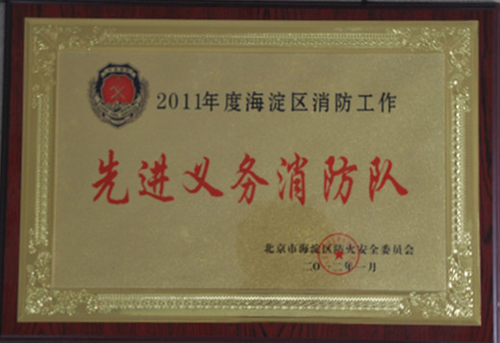 2011年度海淀区消防工作
先进义务消防队
北京市海淀区防火安全委员会
二〇一二年一月